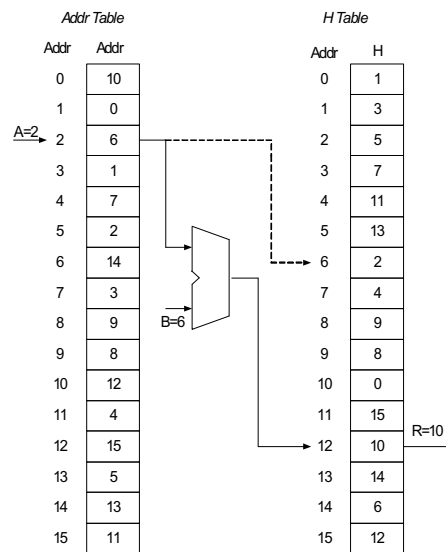 Addr Table H Table
Addr Addr Addr H
0 10 0 1
1 0 1 3
A=2 2 6 2 5
3 1 3 7
4 7 4 11
5 2 5 13
6 14 6 2
7 3 7 4
B=6 8 9 8 9
9 8 9 8
10 12 10 0
11 4 11 15
12 15 12 10 R=10
13 5 13 14
14 13 14 6
15 11 15 12